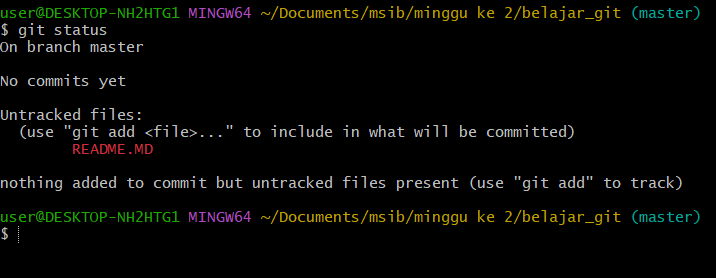 user@DESKTOP-NH2HTG1 MINGW64 ~/Documents/msib/minggu ke 2/belajar_git (master)
$ git status
On branch master
No commits yet
Untracked files:
  (use "git add <file>..." to include in what will be committed)
        README.MD
nothing added to commit but untracked files present (use "git add" to track)
user@DESKTOP-NH2HTG1 MINGW64 ~/Documents/msib/minggu ke 2/belajar_git (master)
$